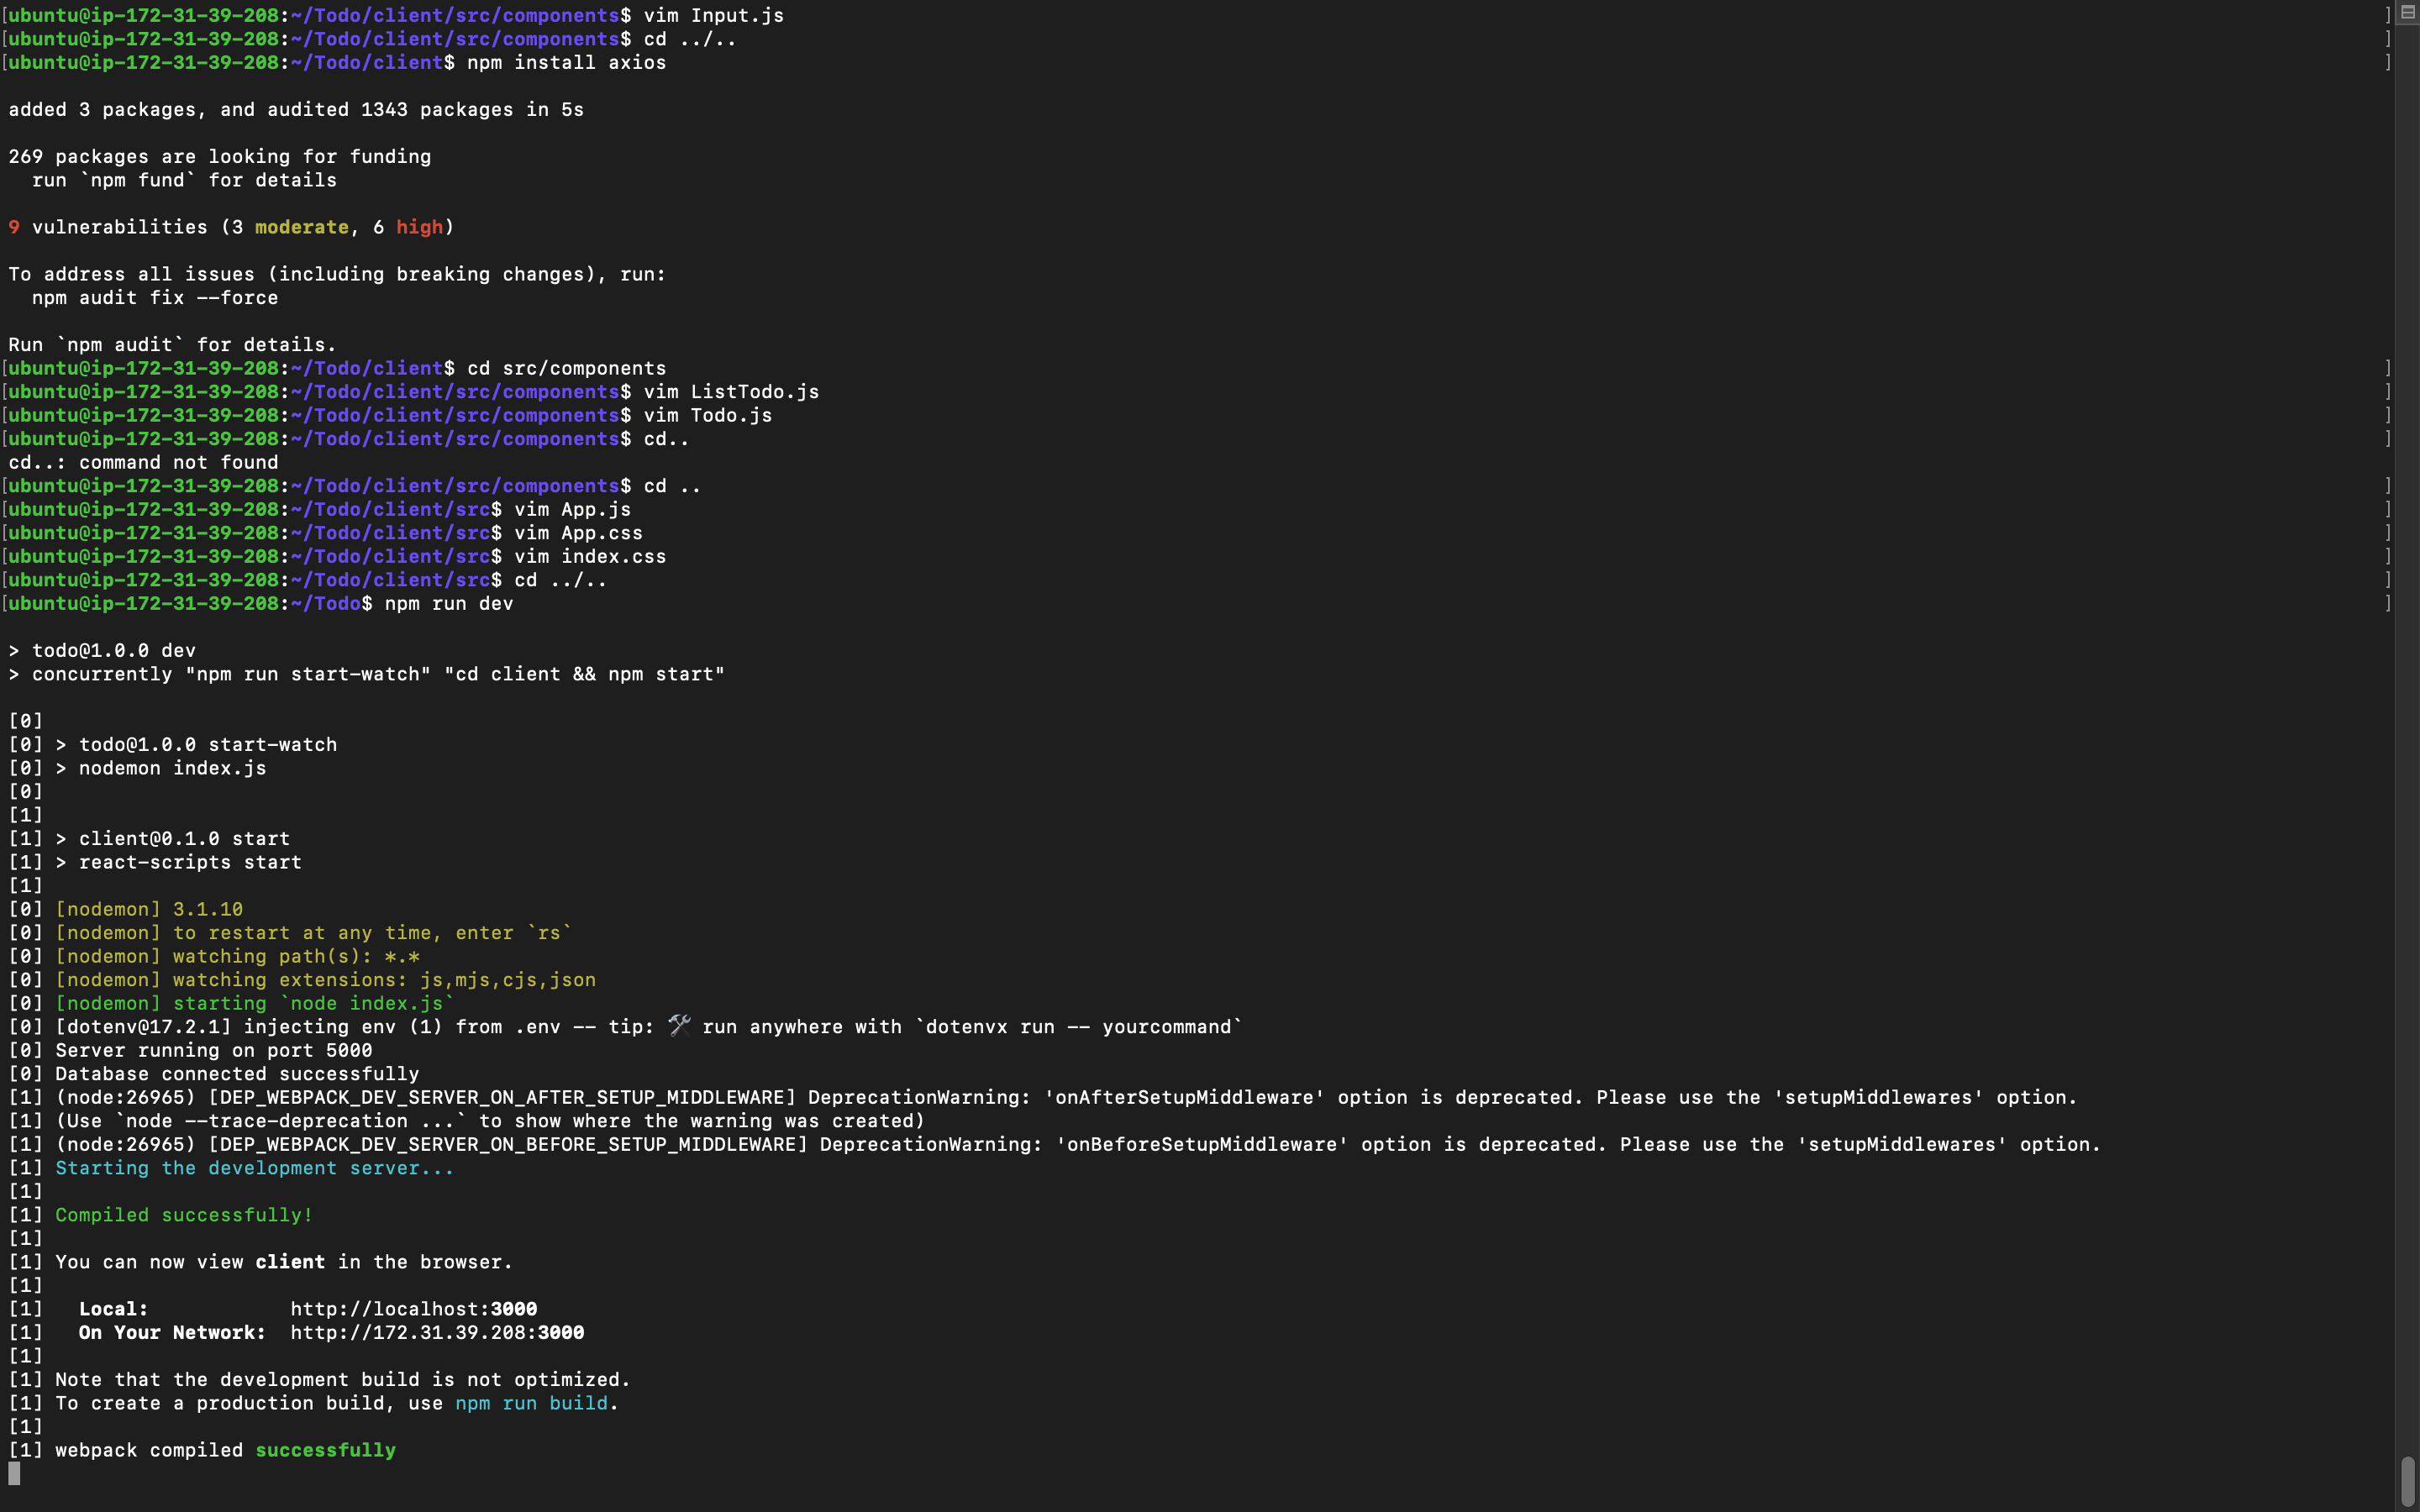 [ubuntu@ip-172-31-39-208:~/Todo/client/src/components$ vim Input.js ]
[ubuntu@ip-172-31-39-208:~/Todo/client/src/components$ cd ../.. ]
[ubuntu@ip-172-31-39-208:~/Todo/client$ npm install axios ]
added 3 packages, and audited 1343 packages in 5s
269 packages are looking for funding
run `npm fund` for details
9 vulnerabilities (3 moderate, 6 high)
To address all issues (including breaking changes), run:
npm audit fix --force
Run `npm audit` for details.
[ubuntu@ip-172-31-39-208:~/Todo/client$ cd src/components ]
[ubuntu@ip-172-31-39-208:~/Todo/client/src/components$ vim ListTodo.js ]
[ubuntu@ip-172-31-39-208:~/Todo/client/src/components$ vim Todo.js ]
[ubuntu@ip-172-31-39-208:~/Todo/client/src/components$ cd.. ]
cd..: command not found
[ubuntu@ip-172-31-39-208:~/Todo/client/src/components$ cd .. ]
[ubuntu@ip-172-31-39-208:~/Todo/client/src$ vim App.js ]
[ubuntu@ip-172-31-39-208:~/Todo/client/src$ vim App.css ]
[ubuntu@ip-172-31-39-208:~/Todo/client/src$ vim index.css ]
[ubuntu@ip-172-31-39-208:~/Todo/client/src$ cd ../.. ]
[ubuntu@ip-172-31-39-208:~/Todo$ npm run dev ]
> todo@1.0.0 dev
> concurrently "npm run start-watch" "cd client && npm start"
[0]
[0] > todo@1.0.0 start-watch
[0] > nodemon index.js
[0]
[1]
[1] > client@0.1.0 start
[1] > react-scripts start
[1]
[0] [nodemon] 3.1.10
[0] [nodemon] to restart at any time, enter `rs`
[0] [nodemon] watching path(s): *.*
[0] [nodemon] watching extensions: js,mjs,cjs,json
[0] [nodemon] starting `node index.js`
[0] [dotenv@17.2.1] injecting env (1) from .env -- tip: 🛠️ run anywhere with `dotenvx run -- yourcommand`
[0] Server running on port 5000
[0] Database connected successfully
[1] (node:26965) [DEP_WEBPACK_DEV_SERVER_ON_AFTER_SETUP_MIDDLEWARE] DeprecationWarning: 'onAfterSetupMiddleware' option is deprecated. Please use the 'setupMiddlewares' option.
[1] (Use `node --trace-deprecation ...` to show where the warning was created)
[1] (node:26965) [DEP_WEBPACK_DEV_SERVER_ON_BEFORE_SETUP_MIDDLEWARE] DeprecationWarning: 'onBeforeSetupMiddleware' option is deprecated. Please use the 'setupMiddlewares' option.
[1] Starting the development server...
[1]
[1] Compiled successfully!
[1]
[1] You can now view client in the browser.
[1]
[1] Local: http://localhost:3000
[1] On Your Network: http://172.31.39.208:3000
[1]
[1] Note that the development build is not optimized.
[1] To create a production build, use npm run build.
[1]
[1] webpack compiled successfully